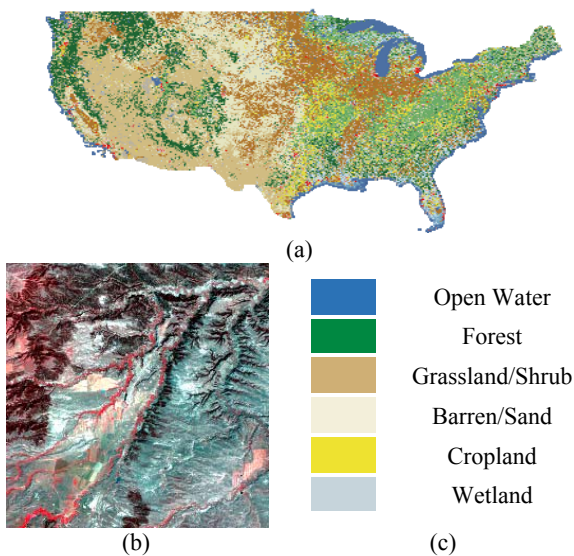 (a)
Open Water
Forest
Grassland/Shrub
Barren/Sand
Cropland
Wetland
(b)
(c)